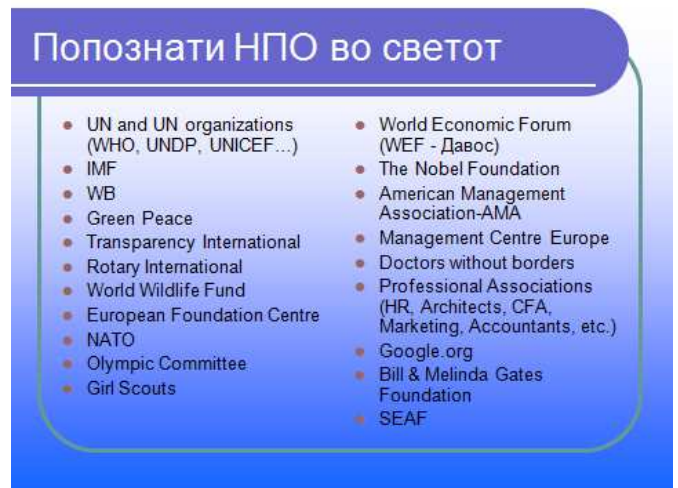 Попознати НПО во светот
UN and UN organizations
(WHO, UNDP, UNICEF…)
IMF
WB
Green Peace
Transparency International
Rotary International
World Wildlife Fund
European Foundation Centre
NATO
Olympic Committee
Girl Scouts
World Economic Forum
(WEF - Давос)
The Nobel Foundation
American Management
Association-AMA
Management Centre Europe
Doctors without borders
Professional Associations
(HR, Architects, CFA,
Marketing, Accountants, etc.)
Google.org
Bill & Melinda Gates
Foundation
SEAF